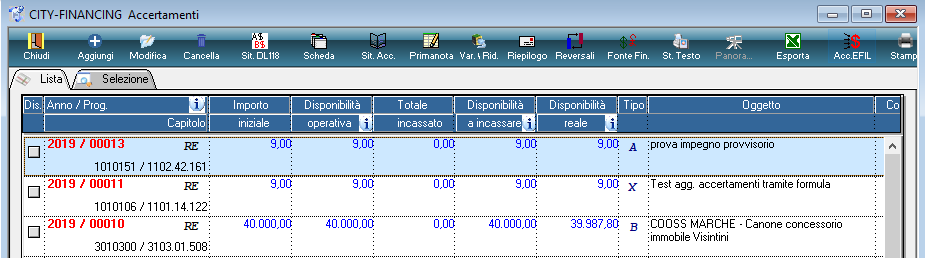 CITY-FINANCING Accertamenti
Chiudi Aggiungi Modifica Cancella Sit. DL118 Scheda Sit. Acc. Primanota Var. \ Rid. Riepilogo Reversali Fonte Fin. St. Testo Panora... Esporta Acc.EFIL Stamp
Lista Selezione
Dis. Anno / Prog. Importo Disponibilità Totale Disponibilità Disponibilità Tipo Oggetto Co
Capitolo iniziale operativa incassato a incassare reale
2019 / 00013 RE 9,00 9,00 0,00 9,00 9,00 A prova impegno provvisorio
1010151 / 1102.42.161
2019 / 00011 RE 9,00 9,00 0,00 9,00 9,00 X Test agg. accertamenti tramite formula
1010106 / 1101.14.122
2019 / 00010 RE 40.000,00 40.000,00 0,00 40.000,00 39.987,80 B COOSS MARCHE - Canone concessorio
3010300 / 3103.01.508 immobile Visintini